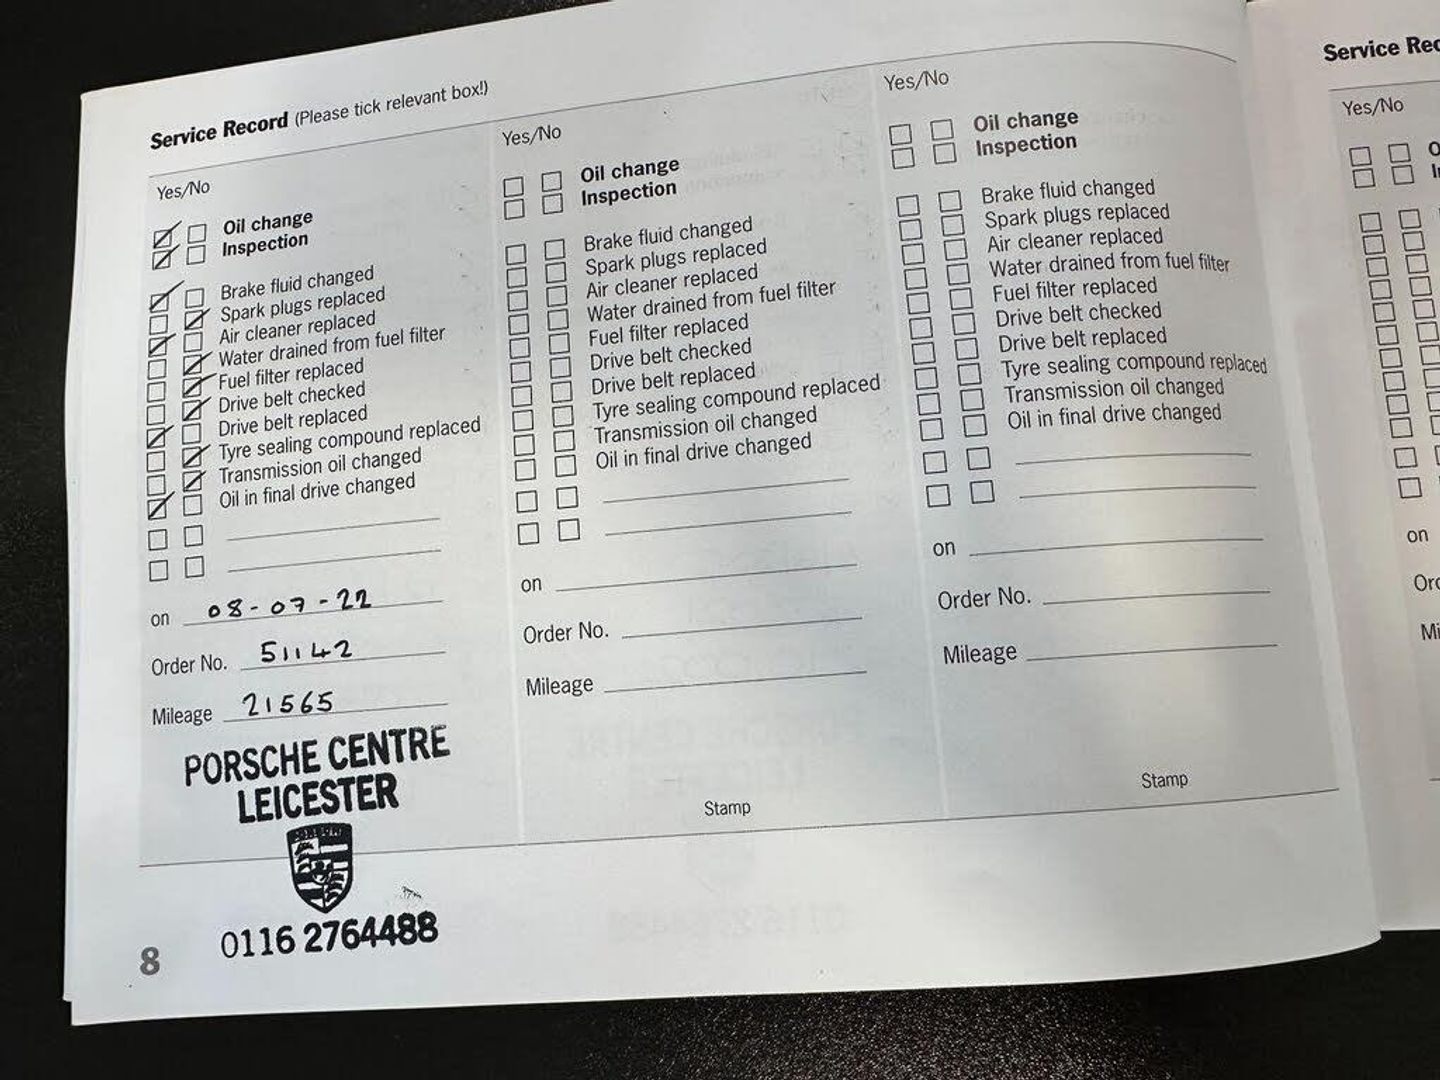 Service Record (Please tick relevant box!)
Yes/No
Oil change
Inspection
Brake fluid changed
Spark plugs replaced
Air cleaner replaced
Water drained from fuel filter
Fuel filter replaced
Drive belt checked
Drive belt replaced
Tyre sealing compound replaced
Transmission oil changed
Oil in final drive changed
on 08-07-22
Order No. 51142
Mileage 21565
PORSCHE CENTRE
LEICESTER
0116 2764488
8
Yes/No
Oil change
Inspection
Brake fluid changed
Spark plugs replaced
Air cleaner replaced
Water drained from fuel filter
Fuel filter replaced
Drive belt checked
Drive belt replaced
Tyre sealing compound replaced
Transmission oil changed
Oil in final drive changed
on
Order No.
Mileage
Stamp
Yes/No
Oil change
Inspection
Brake fluid changed
Spark plugs replaced
Air cleaner replaced
Water drained from fuel filter
Fuel filter replaced
Drive belt checked
Drive belt replaced
Tyre sealing compound replaced
Transmission oil changed
Oil in final drive changed
on
Order No.
Mileage
Stamp
Service Rec
Yes/No
on